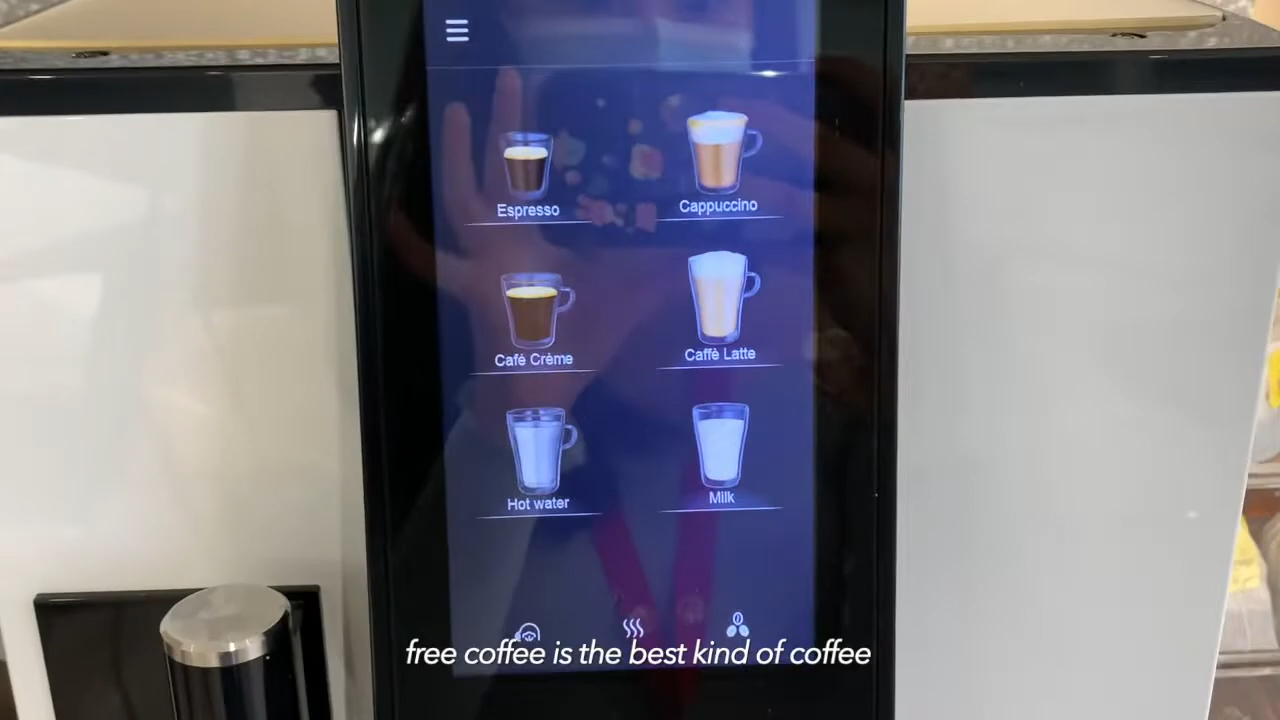 Espresso
Cappuccino
Café Crème
Caffè Latte
Hot water
Milk
free coffee is the best kind of coffee